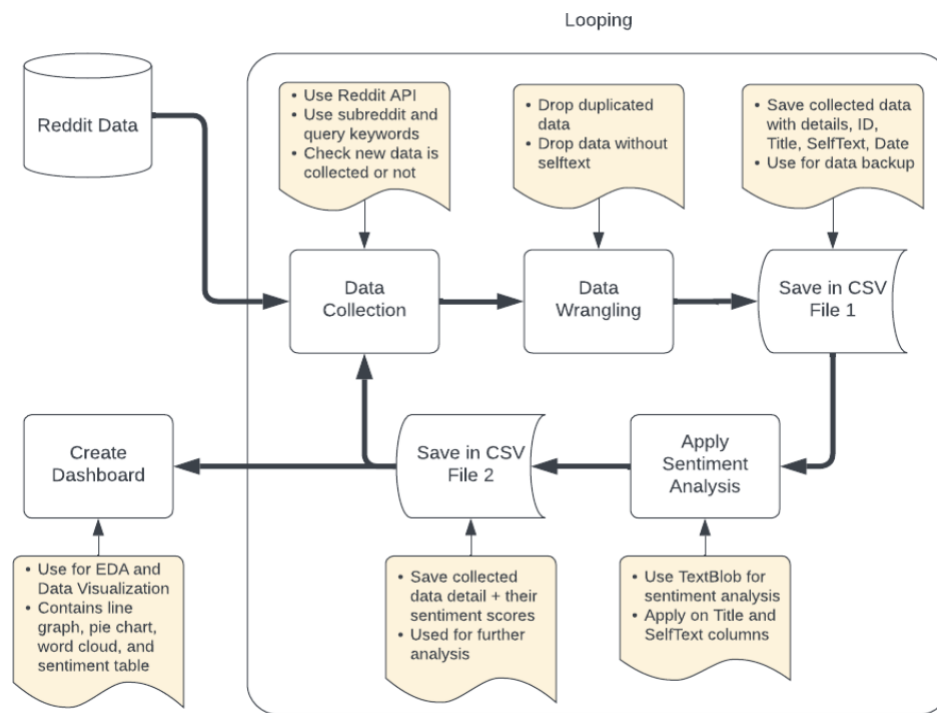 Looping
Reddit Data
• Use Reddit API
• Use subreddit and
query keywords
• Check new data is
collected or not
• Drop duplicated
data
• Drop data without
selftext
• Save collected data
with details, ID,
Title, SelfText, Date
• Use for data backup
Data
Collection
Data
Wrangling
Save in CSV
File 1
Create
Dashboard
Save in CSV
File 2
Apply
Sentiment
Analysis
• Use for EDA and
Data Visualization
• Contains line
graph, pie chart,
word cloud, and
sentiment table
• Save collected
data detail + their
sentiment scores
• Used for further
analysis
• Use TextBlob for
sentiment analysis
• Apply on Title and
SelfText columns